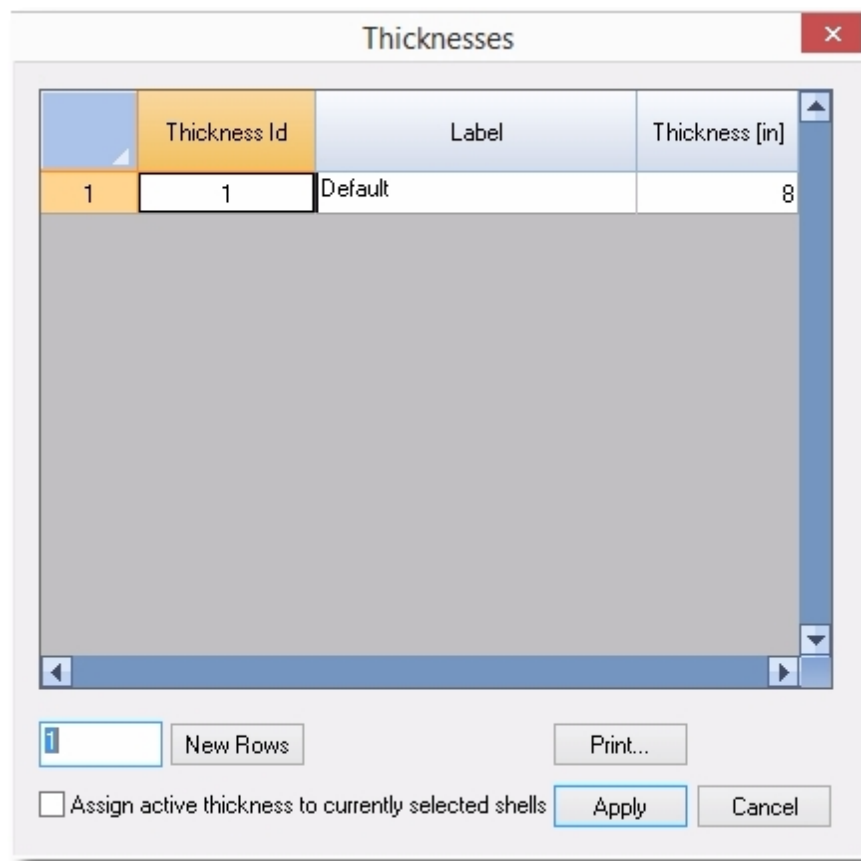 Thicknesses
Thickness Id Label Thickness [in]
1 1 Default 8
1 New Rows Print...
Assign active thickness to currently selected shells Apply Cancel